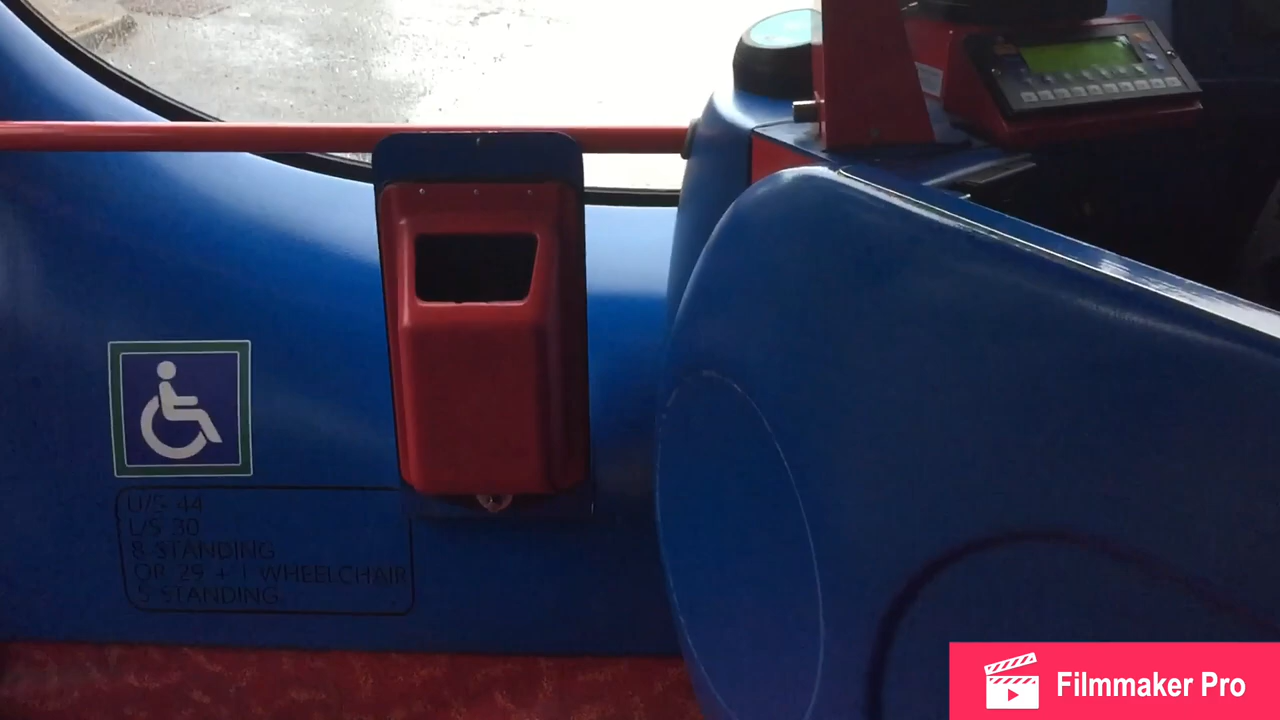 U/S 44
L/S 30
8 STANDING
OR 29 + 1 WHEELCHAIR
5 STANDING
Filmmaker Pro